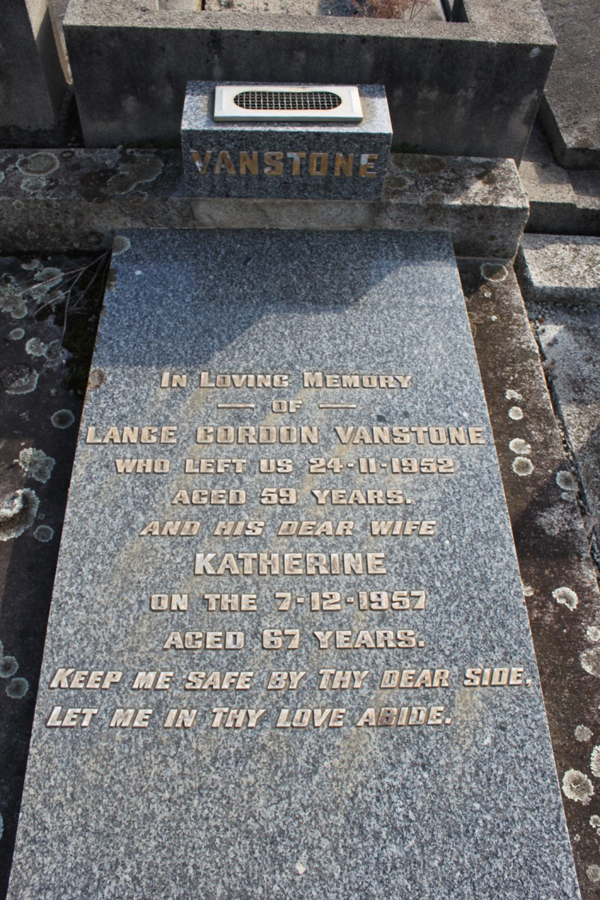 VANSTONE
IN LOVING MEMORY
— OF —
LANCE GORDON VANSTONE
WHO LEFT US 24-11-1952
AGED 59 YEARS.
AND HIS DEAR WIFE
KATHERINE
ON THE 7-12-1957
AGED 67 YEARS.
KEEP ME SAFE BY THY DEAR SIDE.
LET ME IN THY LOVE ABIDE.